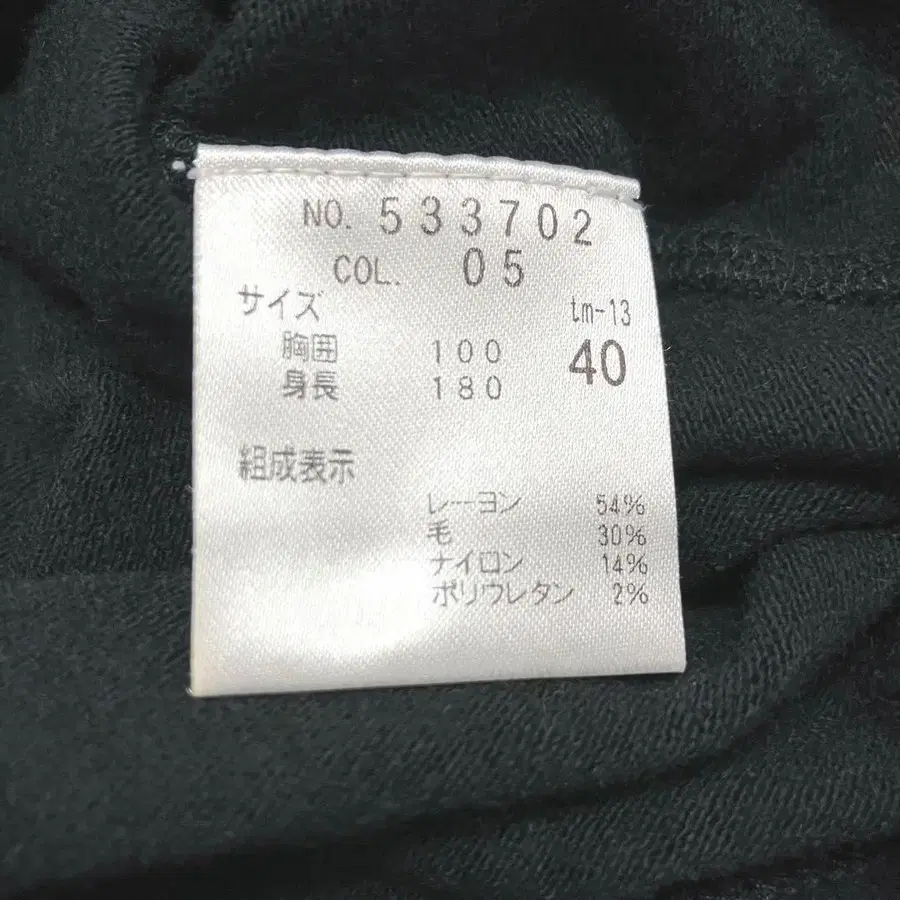 NO. 533702
COL. 05
サイズ tm-13
胸囲 100 40
身長 180
組成表示
レーヨン 54%
毛 30%
ナイロン 14%
ポリウレタン 2%